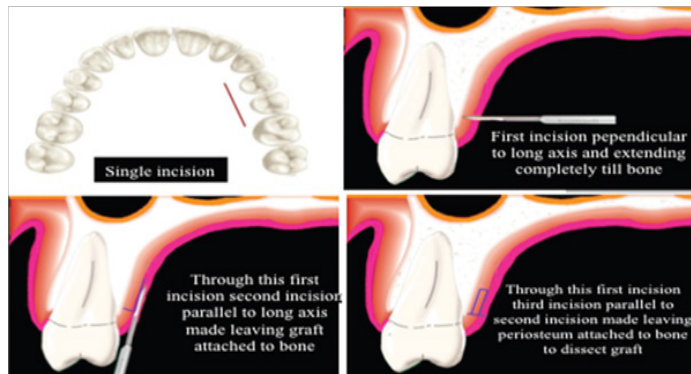 Single incision
First incision pependicular
to long axis and extending
completely till bone
Through this first
incision second incision
parallel to long axis
made leaving graft
attached to bone
Through this first incision
third incision parallel to
second incision made leaving
periosteum attached to bone
to dissect graft